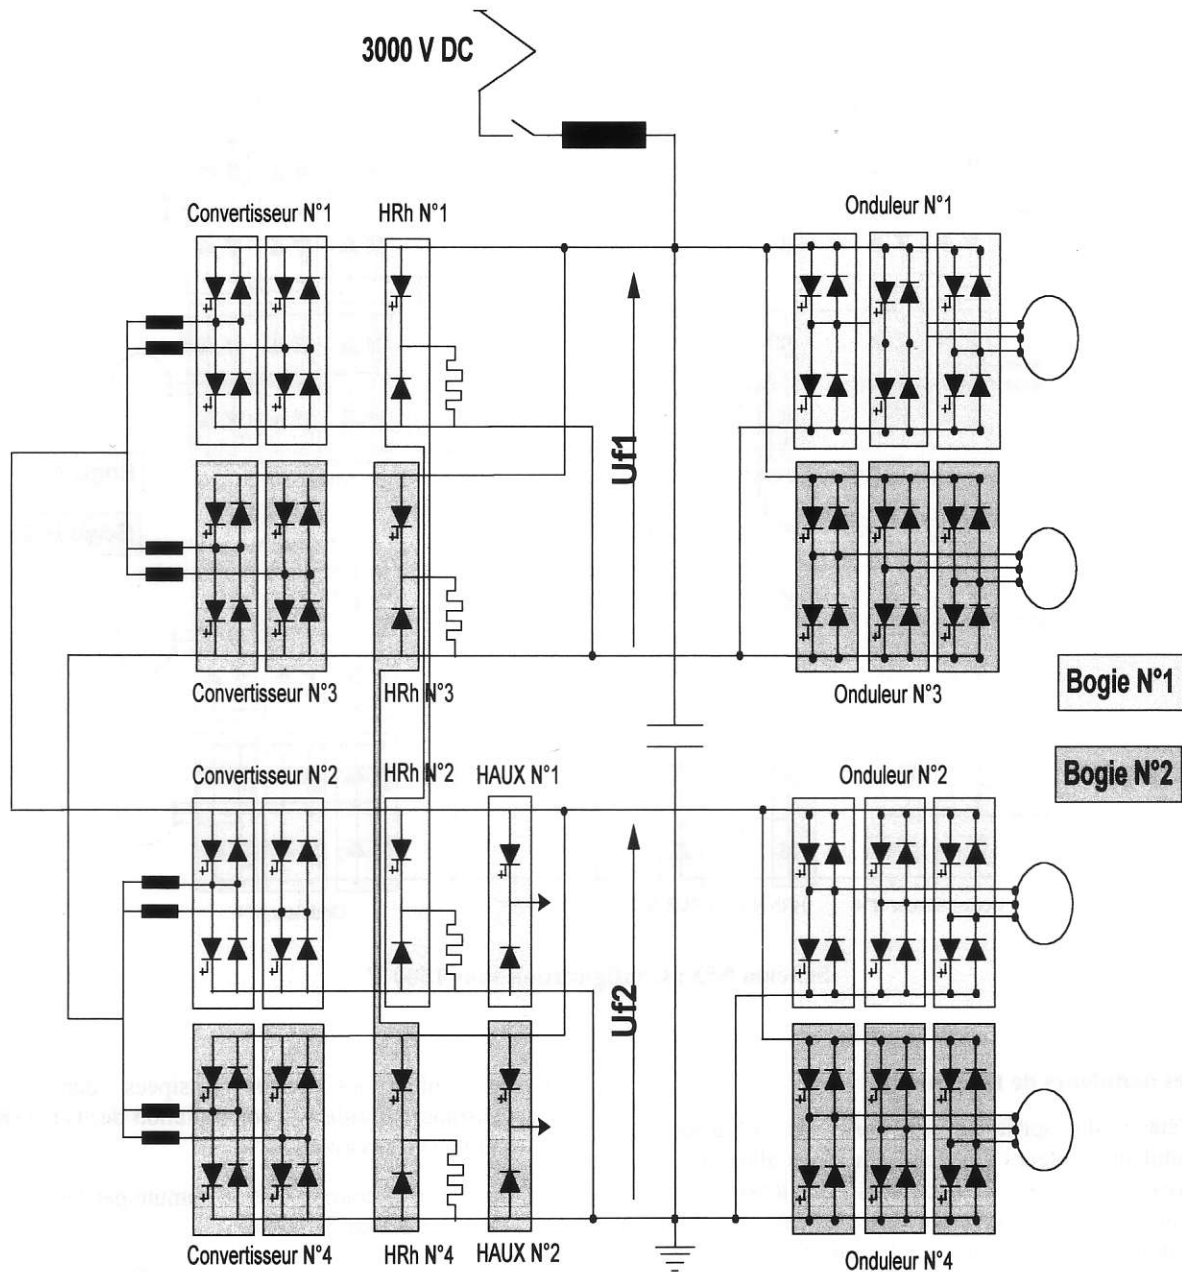 3000 V DC
Convertisseur N°1
HRh N°1
Onduleur N°1
Uf1
Convertisseur N°3
HRh N°3
Onduleur N°3
Bogie N°1
Bogie N°2
Convertisseur N°2
HRh N°2
HAUX N°1
Onduleur N°2
Uf2
Convertisseur N°4
HRh N°4
HAUX N°2
Onduleur N°4